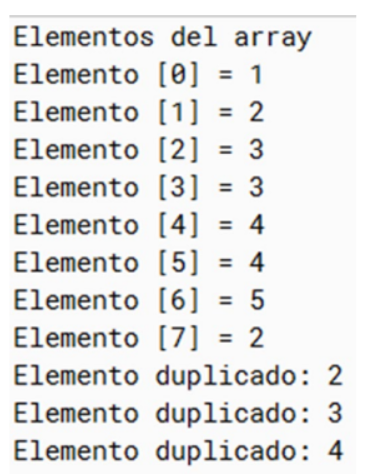 Elementos del array
Elemento [0] = 1
Elemento [1] = 2
Elemento [2] = 3
Elemento [3] = 3
Elemento [4] = 4
Elemento [5] = 4
Elemento [6] = 5
Elemento [7] = 2
Elemento duplicado: 2
Elemento duplicado: 3
Elemento duplicado: 4